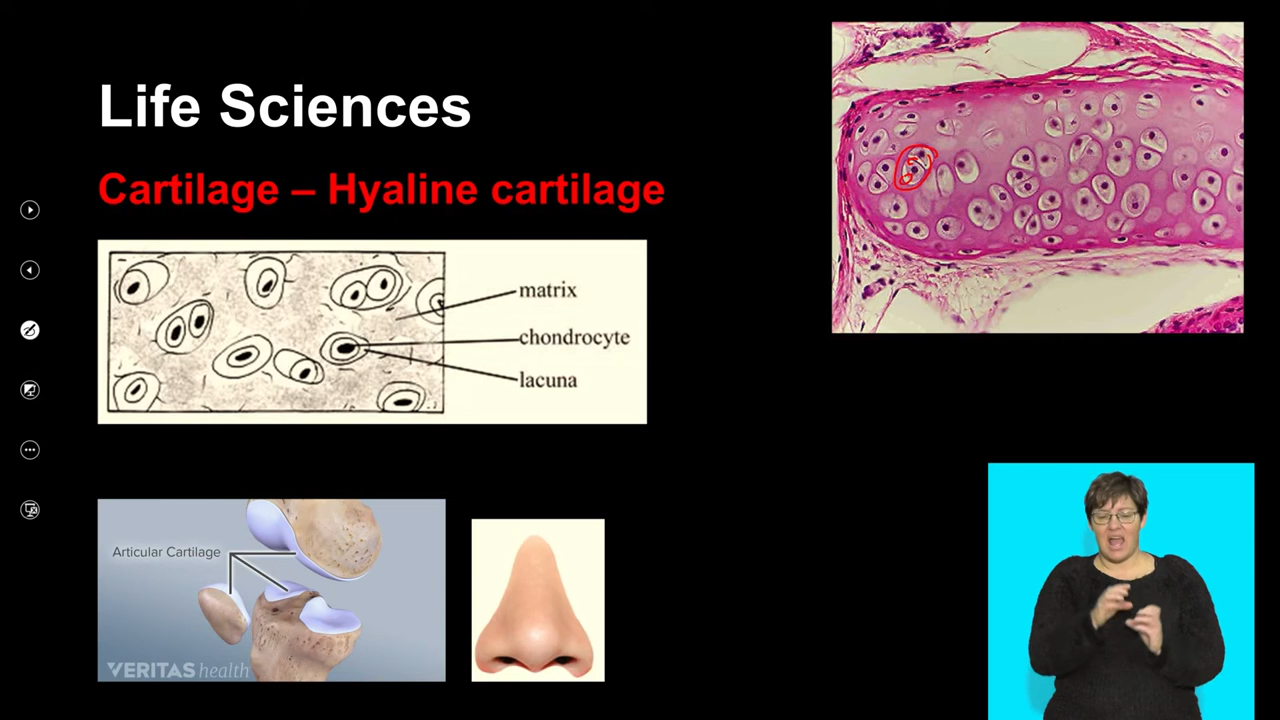 Life Sciences
Cartilage – Hyaline cartilage
matrix
chondrocyte
lacuna
Articular Cartilage
VERITAS health